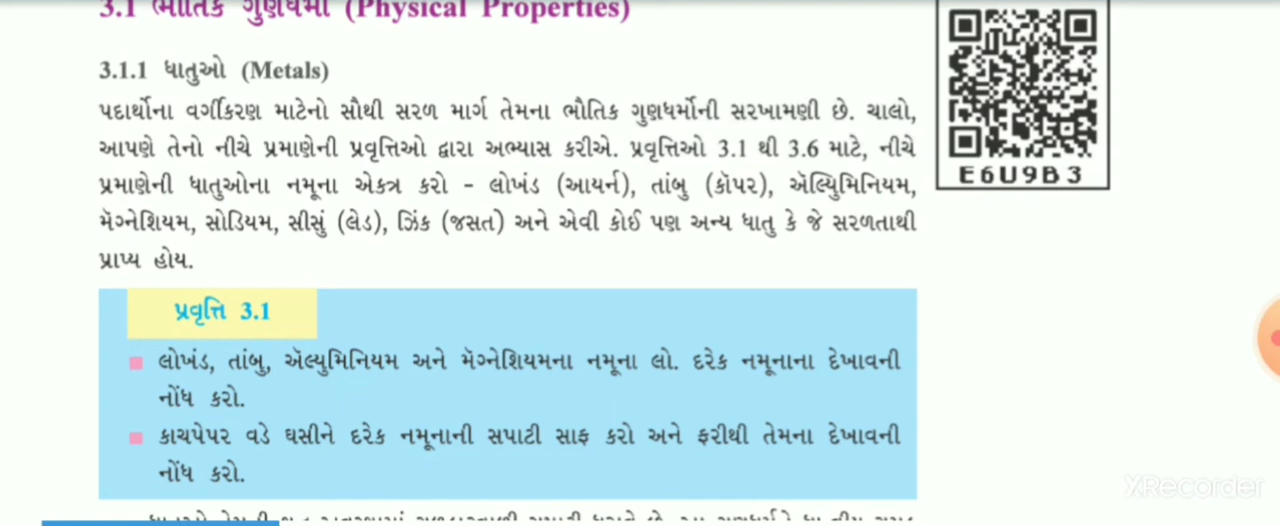 3.1 ભૌતિક ગુણધર્મો (Physical Properties)
3.1.1 ધાતુઓ (Metals)
પદાર્થોના વર્ગીકરણ માટેનો સૌથી સરળ માર્ગ તેમના ભૌતિક ગુણધર્મોની સરખામણી છે. ચાલો,
આપણે તેનો નીચે પ્રમાણેની પ્રવૃત્તિઓ દ્વારા અભ્યાસ કરીએ. પ્રવૃત્તિઓ 3.1 થી 3.6 માટે, નીચે
પ્રમાણેની ધાતુઓના નમૂના એકત્ર કરો - લોખંડ (આયર્ન), તાંબુ (કૉપર), ઍલ્યુમિનિયમ,
મૅગ્નેશિયમ, સોડિયમ, સીસું (લેડ), ઝિંક (જસત) અને એવી કોઈ પણ અન્ય ધાતુ કે જે સરળતાથી
પ્રાપ્ય હોય.
E6U9B3
પ્રવૃત્તિ 3.1
લોખંડ, તાંબુ, ઍલ્યુમિનિયમ અને મૅગ્નેશિયમના નમૂના લો. દરેક નમૂનાના દેખાવની
નોંધ કરો.
કાચપેપર વડે ઘસીને દરેક નમૂનાની સપાટી સાફ કરો અને ફરીથી તેમના દેખાવની
નોંધ કરો.
XRecorder